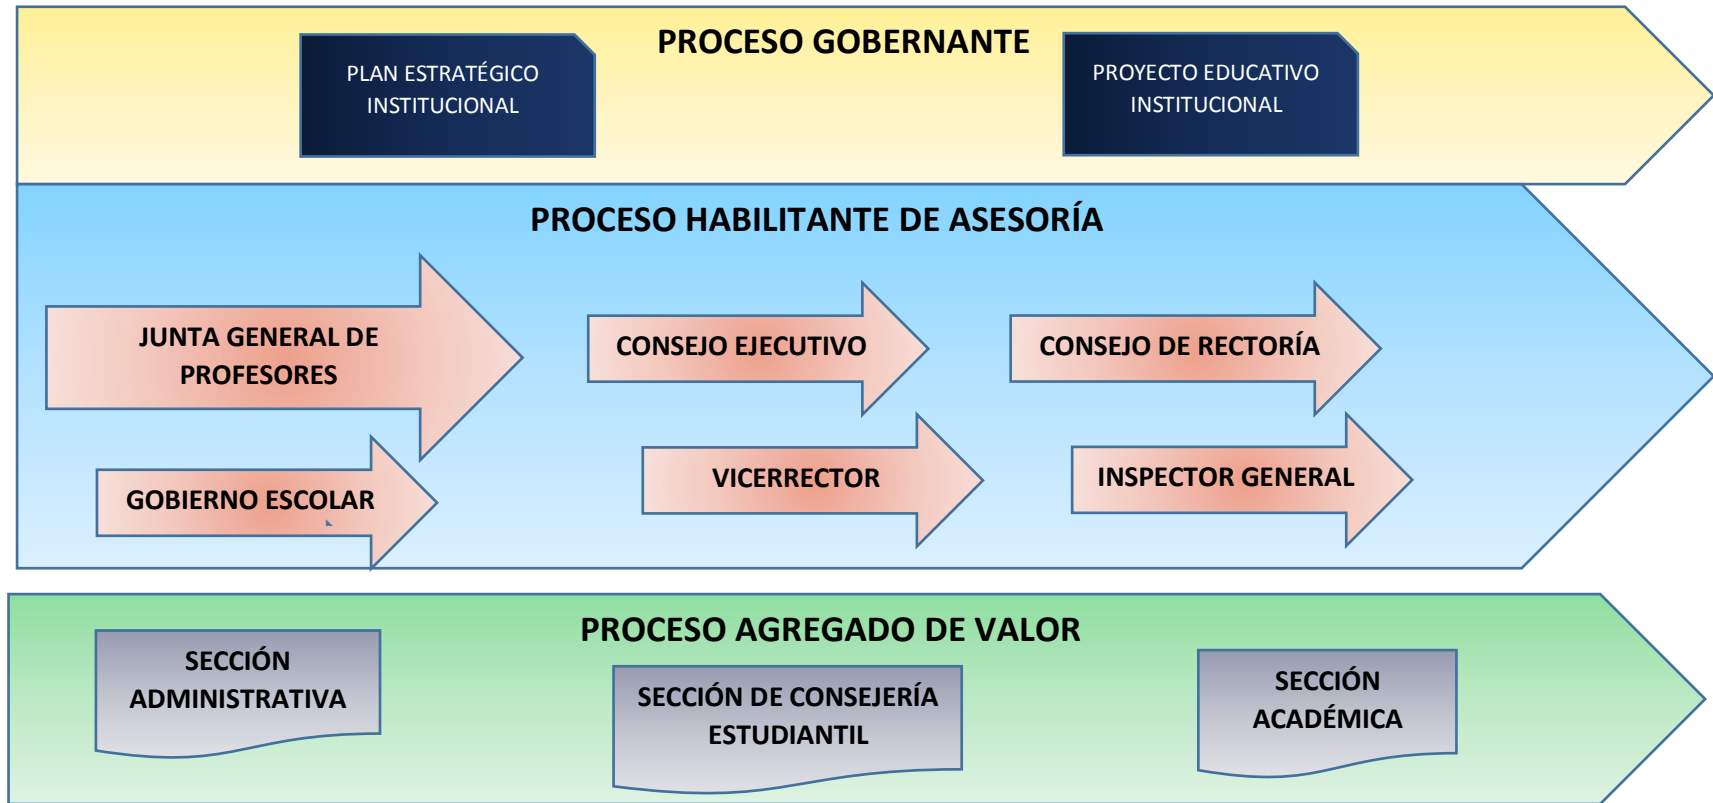 PROCESO GOBERNANTE
PLAN ESTRATÉGICO
INSTITUCIONAL
PROYECTO EDUCATIVO
INSTITUCIONAL
PROCESO HABILITANTE DE ASESORÍA
JUNTA GENERAL DE
PROFESORES
CONSEJO EJECUTIVO
CONSEJO DE RECTORÍA
GOBIERNO ESCOLAR
VICERRECTOR
INSPECTOR GENERAL
PROCESO AGREGADO DE VALOR
SECCIÓN
ADMINISTRATIVA
SECCIÓN DE CONSEJERÍA
ESTUDIANTIL
SECCIÓN
ACADÉMICA